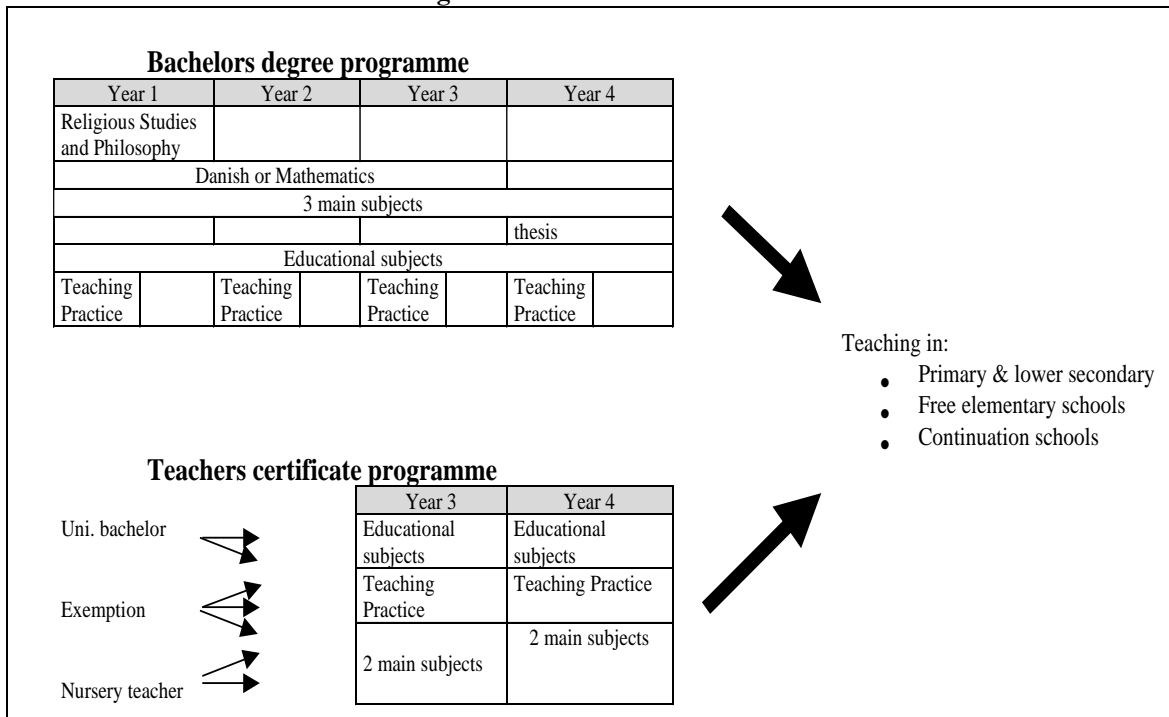 Bachelors degree programme
Year 1 Year 2 Year 3 Year 4
Religious Studies
and Philosophy
Danish or Mathematics
3 main subjects
thesis
Educational subjects
Teaching Teaching Teaching Teaching
Practice Practice Practice Practice
Teaching in:
• Primary & lower secondary
• Free elementary schools
• Continuation schools
Teachers certificate programme
Year 3 Year 4
Uni. bachelor
Educational Educational
subjects subjects
Exemption
Teaching Teaching Practice
Practice
2 main subjects
2 main subjects
Nursery teacher